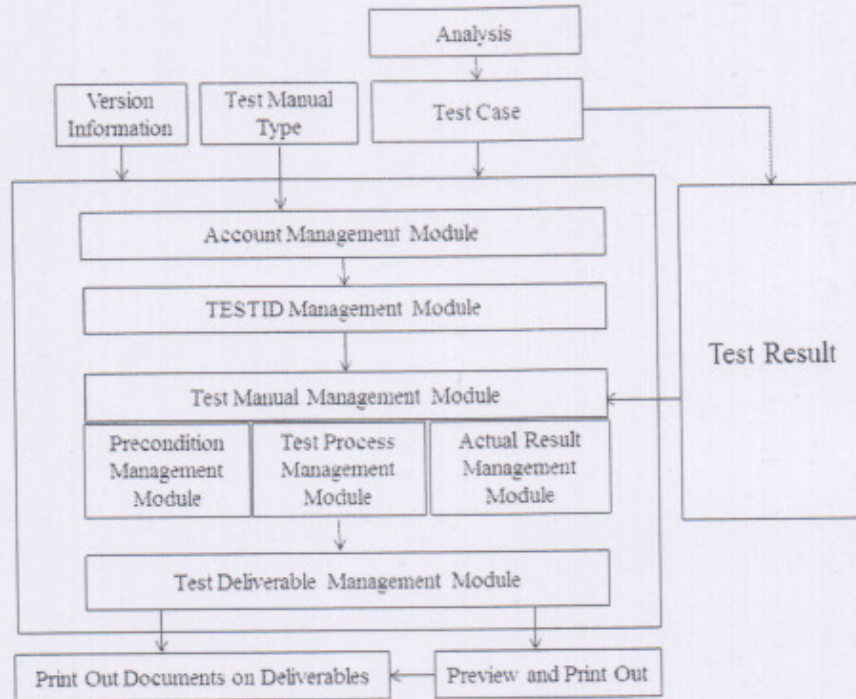 Analysis
Version
Information
Test Manual
Type
Test Case
Account Management Module
TESTID Management Module
Test Result
Test Manual Management Module
Precondition
Management
Module
Test Process
Management
Module
Actual Result
Management
Module
Test Deliverable Management Module
Print Out Documents on Deliverables
Preview and Print Out